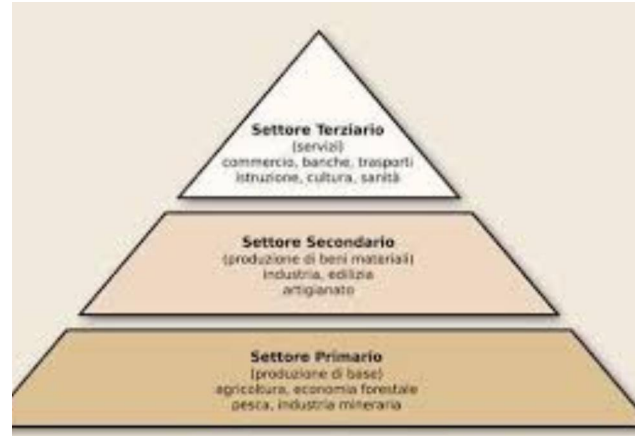 Settore Terziario
(servizi)
commercio, banche, trasporti
istruzione, cultura, sanità
Settore Secondario
(produzione di beni materiali)
industria, edilizia
artigianato
Settore Primario
(produzione di base)
agricoltura, economia forestale
pesca, industria mineraria